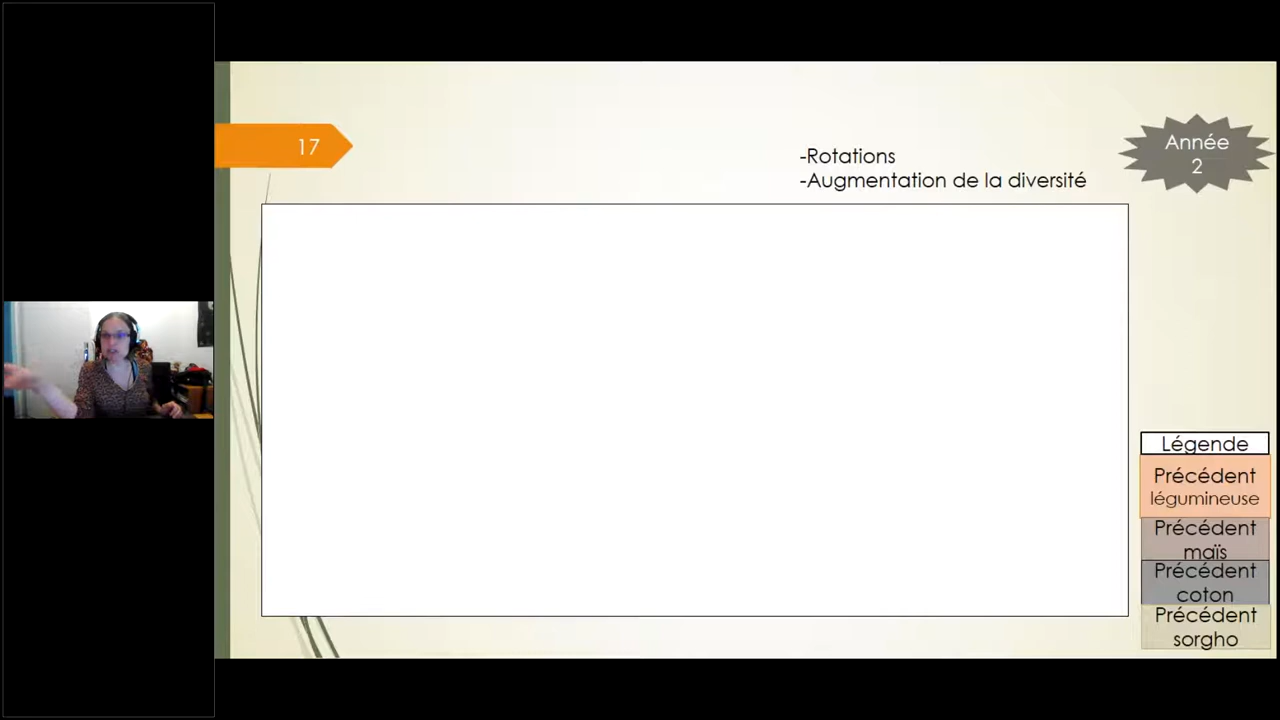 17
-Rotations
-Augmentation de la diversité
Année
2
Légende
Précédent
légumineuse
Précédent
maïs
Précédent
coton
Précédent
sorgho